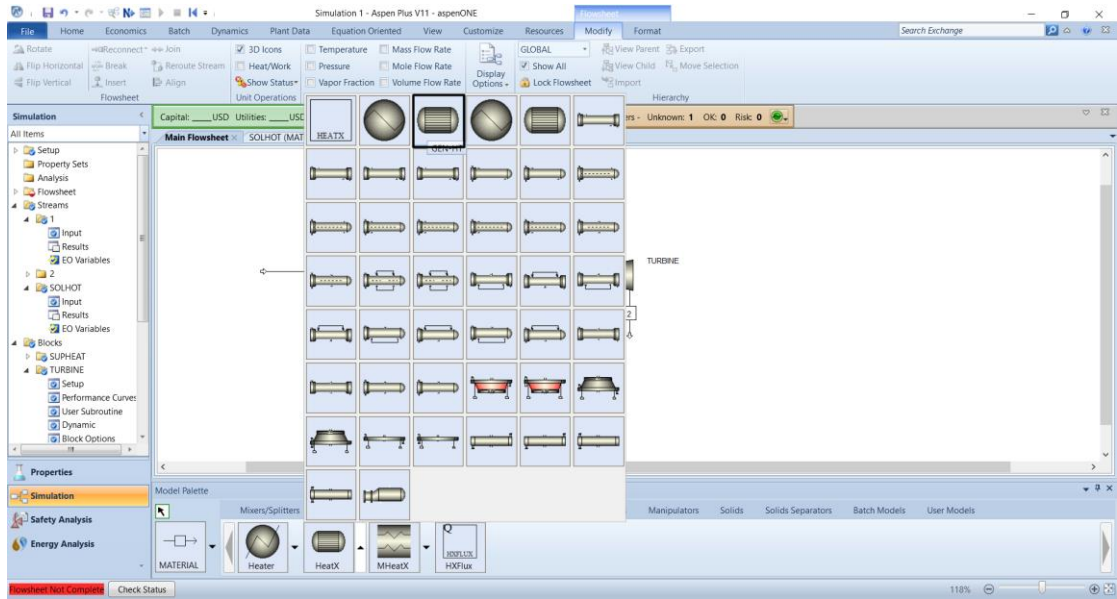 Simulation 1 - Aspen Plus V11 - aspenONE
Flowsheet
File Home Economics Batch Dynamics Plant Data Equation Oriented View Customize Resources Modify Format
Search Exchange
Rotate Reconnect Join 3D Icons Temperature Mass Flow Rate GLOBAL View Parent Export
Flip Horizontal Break Reroute Stream Heat/Work Pressure Mole Flow Rate Display Options Show All View Child Move Selection
Flip Vertical Insert Align Show Status Vapor Fraction Volume Flow Rate Lock Flowsheet Import
Flowsheet Unit Operations Hierarchy
Simulation
Capital: ____USD Utilities: ____USD
Unknown: 1 OK: 0 Risk: 0
All Items
Main Flowsheet SOLHOT (MAT
HEATX
GEN-HT
Setup
Property Sets
Analysis
Flowsheet
Streams
1
Input
Results
EO Variables
2
SOLHOT
Input
Results
EO Variables
Blocks
SUPHEAT
TURBINE
Setup
Performance Curves
User Subroutine
Dynamic
Block Options
TURBINE
2
Properties
Simulation
Safety Analysis
Energy Analysis
Model Palette
Mixers/Splitters Manipulators Solids Solids Separators Batch Models User Models
Q
HXFLUX
MATERIAL Heater HeatX MHeatX HXFlux
Flowsheet Not Complete Check Status 118%